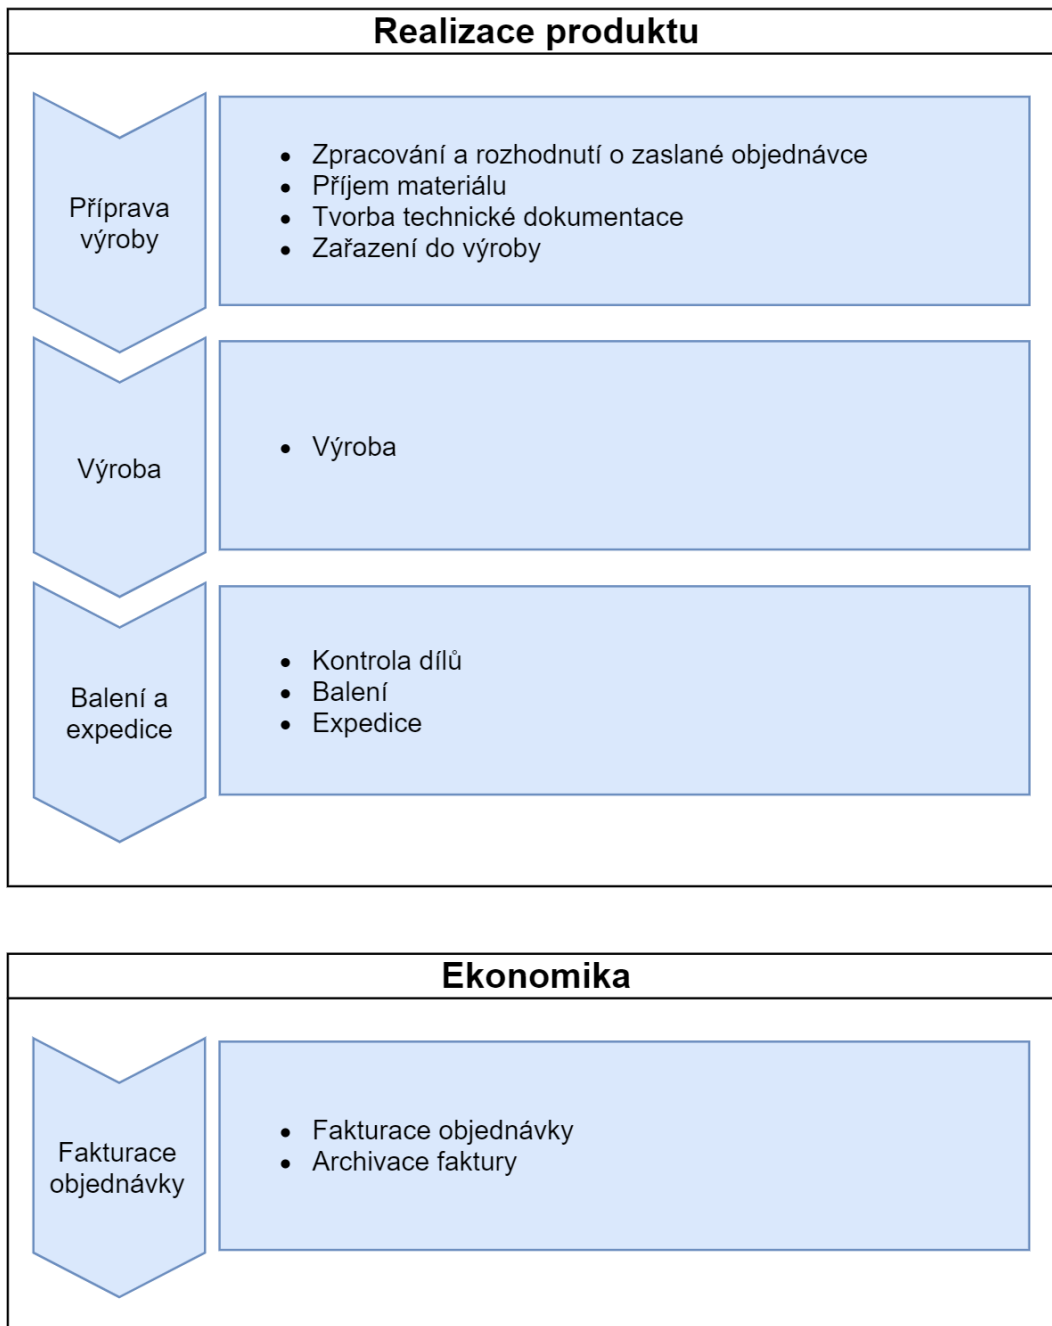 Realizace produktu
Příprava
výroby
• Zpracování a rozhodnutí o zaslané objednávce
• Příjem materiálu
• Tvorba technické dokumentace
• Zařazení do výroby
Výroba
• Výroba
Balení a
expedice
• Kontrola dílů
• Balení
• Expedice
Ekonomika
Fakturace
objednávky
• Fakturace objednávky
• Archivace faktury